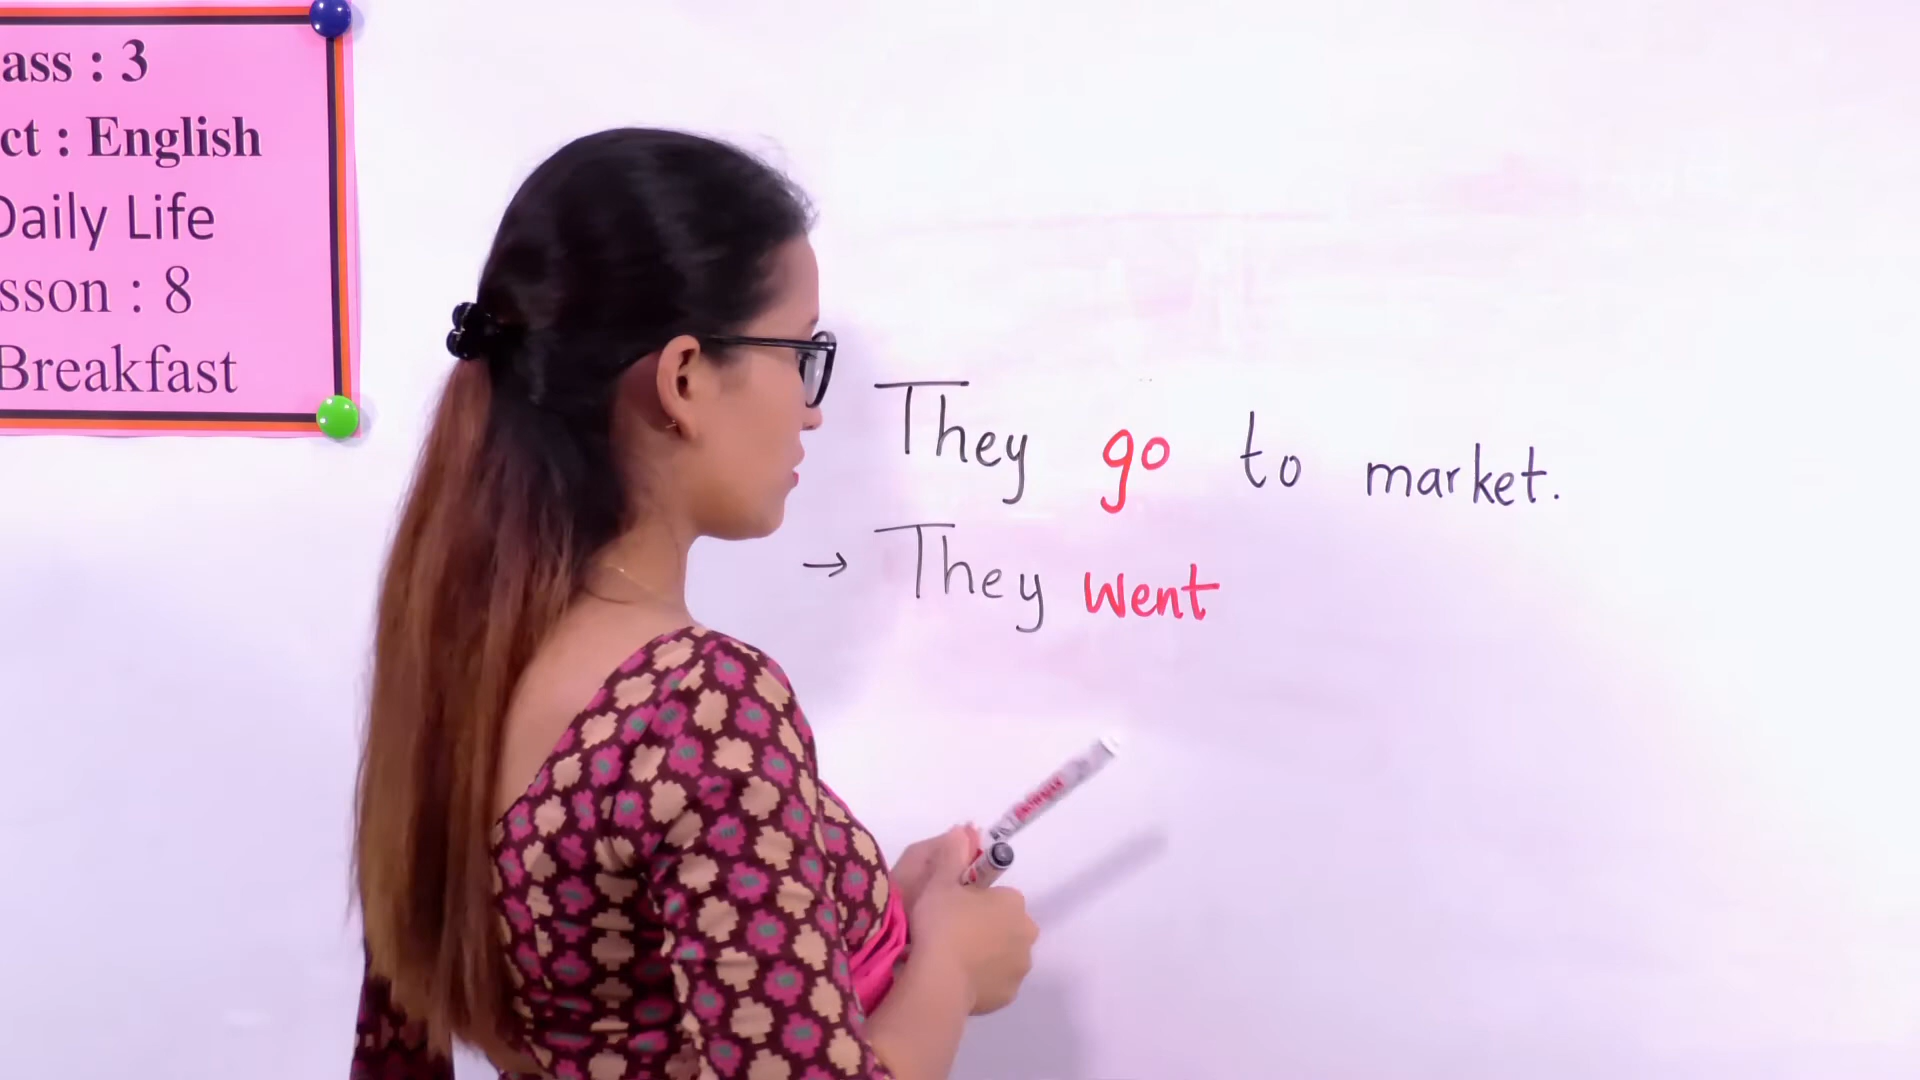 ass : 3
ct : English
Daily Life
sson : 8
Breakfast
They go to market.
→ They went